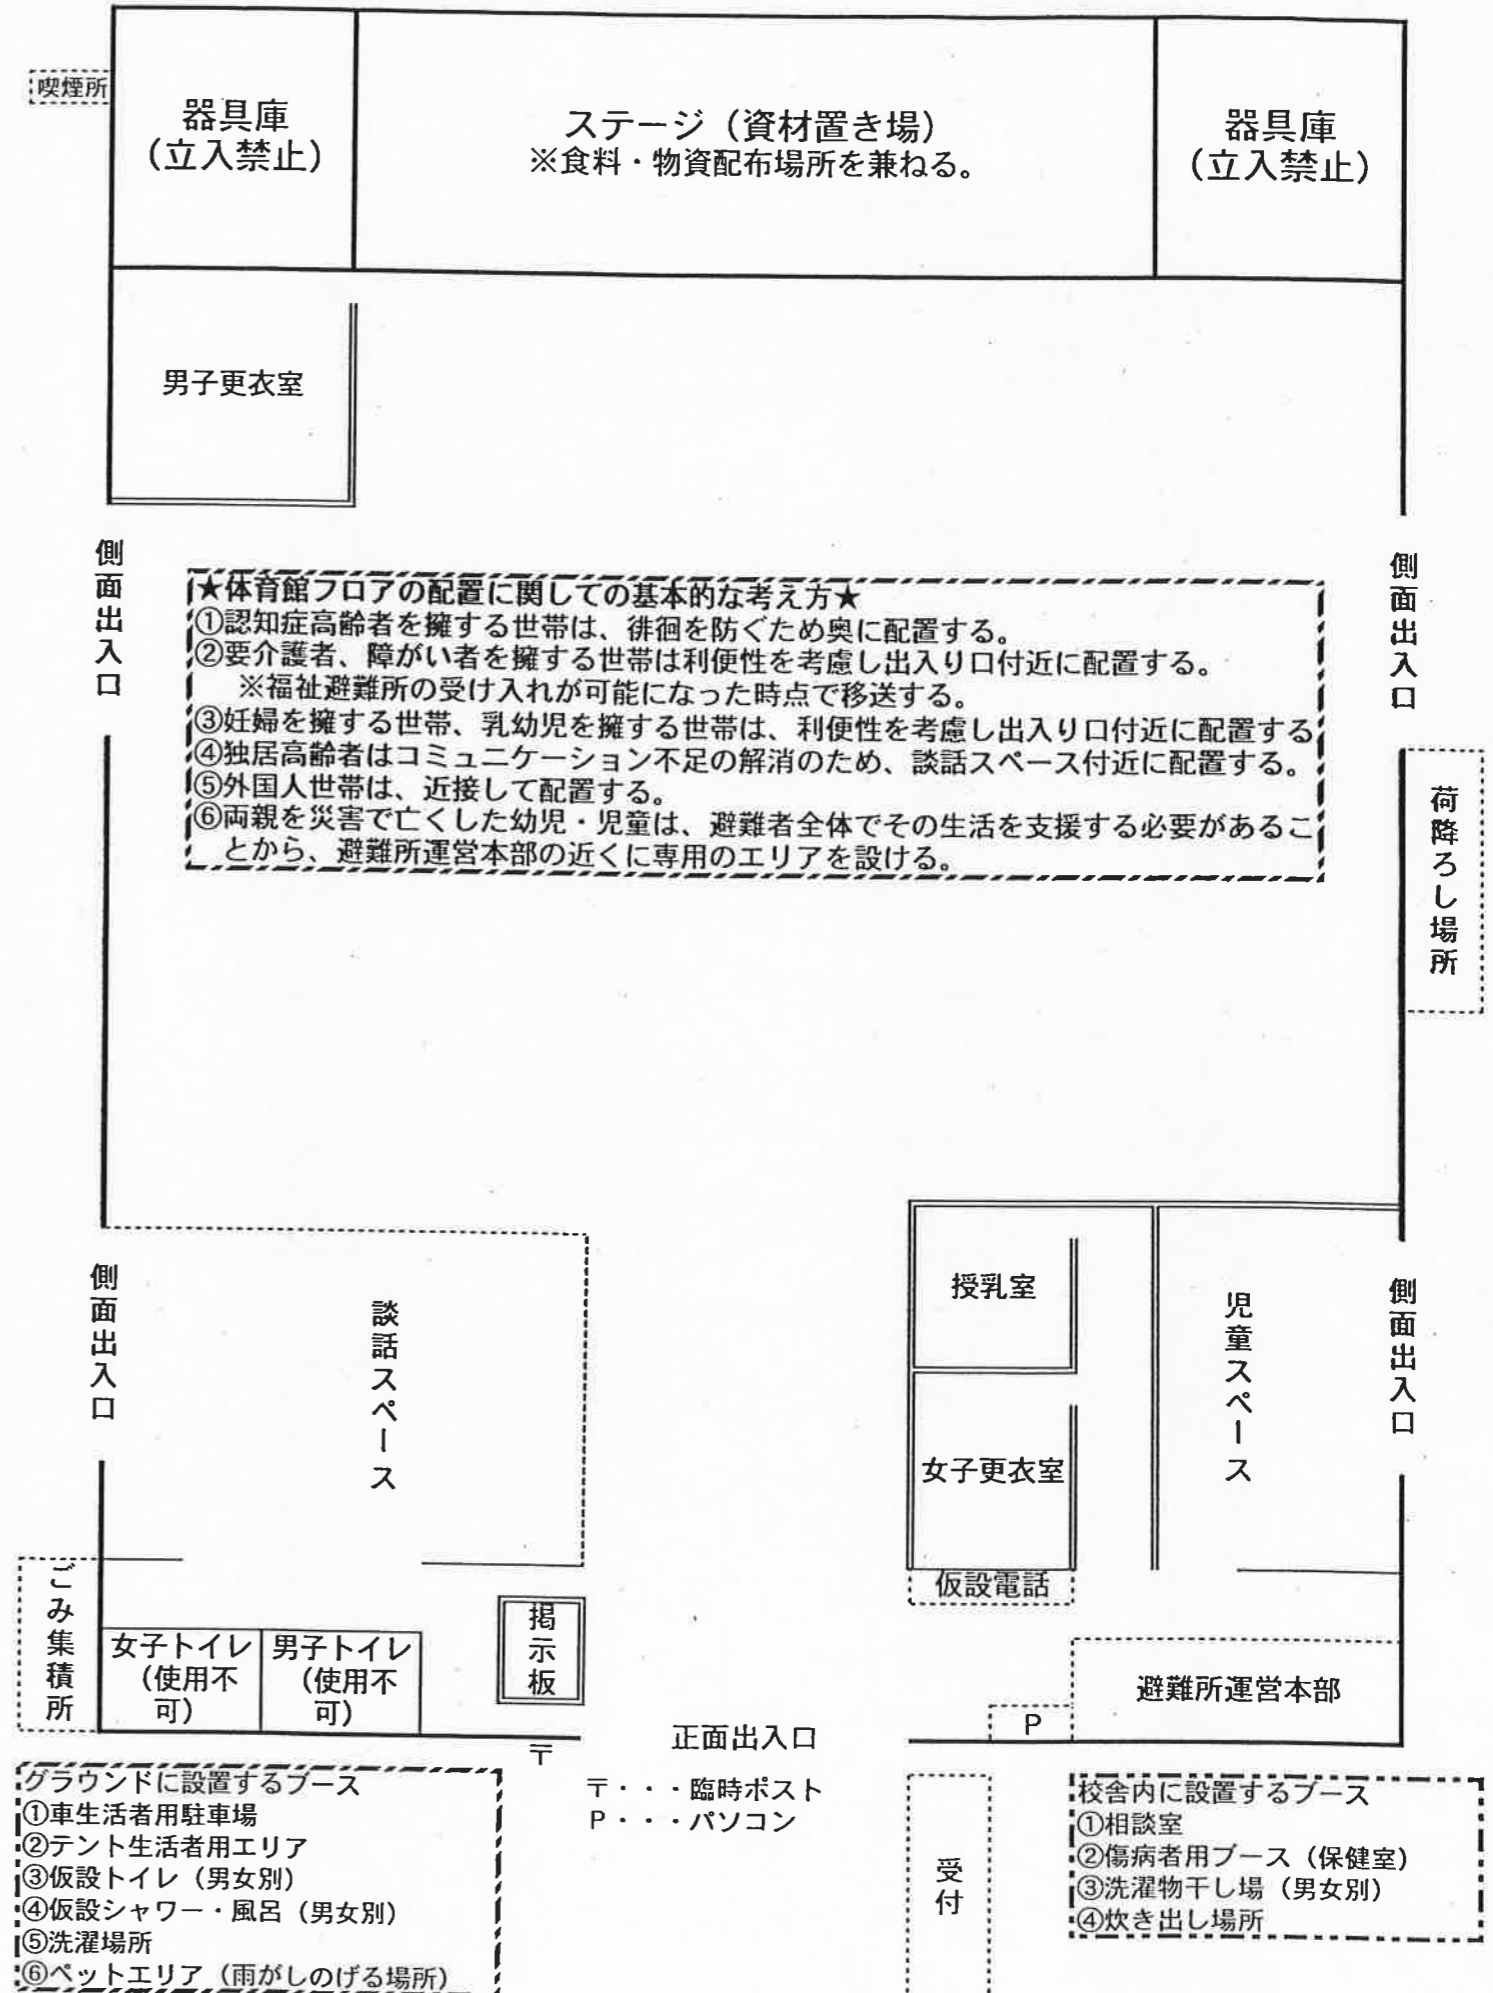 喫煙所
器具庫
（立入禁止）
ステージ（資材置き場）
※食料・物資配布場所を兼ねる。
器具庫
（立入禁止）
男子更衣室
側面出入口
側面出入口
★体育館フロアの配置に関しての基本的な考え方★
①認知症高齢者を擁する世帯は、徘徊を防ぐため奥に配置する。
②要介護者、障がい者を擁する世帯は利便性を考慮し出入り口付近に配置する。
※福祉避難所の受け入れが可能になった時点で移送する。
③妊婦を擁する世帯、乳幼児を擁する世帯は、利便性を考慮し出入り口付近に配置する
④独居高齢者はコミュニケーション不足の解消のため、談話スペース付近に配置する。
⑤外国人世帯は、近接して配置する。
⑥両親を災害で亡くした幼児・児童は、避難者全体でその生活を支援する必要があるこ
とから、避難所運営本部の近くに専用のエリアを設ける。
荷降ろし場所
側面出入口
談話スペース
授乳室
児童スペース
側面出入口
女子更衣室
仮設電話
ごみ集積所
女子トイレ
（使用不
可）
男子トイレ
（使用不
可）
掲示板
避難所運営本部
P
正面出入口
〒
〒・・・臨時ポスト
P・・・パソコン
受付
グラウンドに設置するブース
①車生活者用駐車場
②テント生活者用エリア
③仮設トイレ（男女別）
④仮設シャワー・風呂（男女別）
⑤洗濯場所
⑥ペットエリア（雨がしのげる場所）
校舎内に設置するブース
①相談室
②傷病者用ブース（保健室）
③洗濯物干し場（男女別）
④炊き出し場所